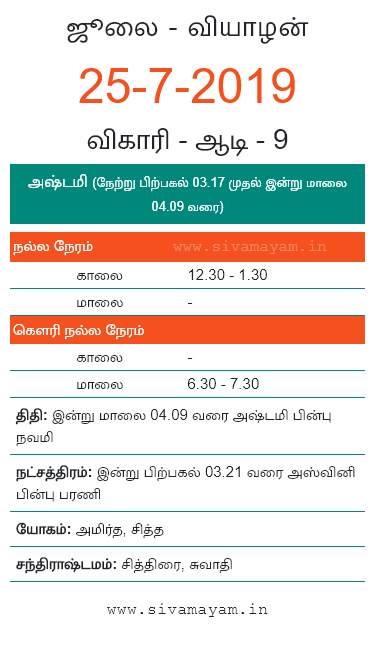 ஜூலை - வியாழன்
25-7-2019
விகாரி - ஆடி - 9
அஷ்டமி (நேற்று பிற்பகல் 03.17 முதல் இன்று மாலை
04.09 வரை)
நல்ல நேரம் www.sivamayam.in
காலை 12.30 - 1.30
மாலை -
கௌரி நல்ல நேரம்
காலை -
மாலை 6.30 - 7.30
திதி: இன்று மாலை 04.09 வரை அஷ்டமி பின்பு
நவமி
நட்சத்திரம்: இன்று பிற்பகல் 03.21 வரை அஸ்வினி
பின்பு பரணி
யோகம்: அமிர்த, சித்த
சந்திராஷ்டமம்: சித்திரை, சுவாதி
www.sivamayam.in